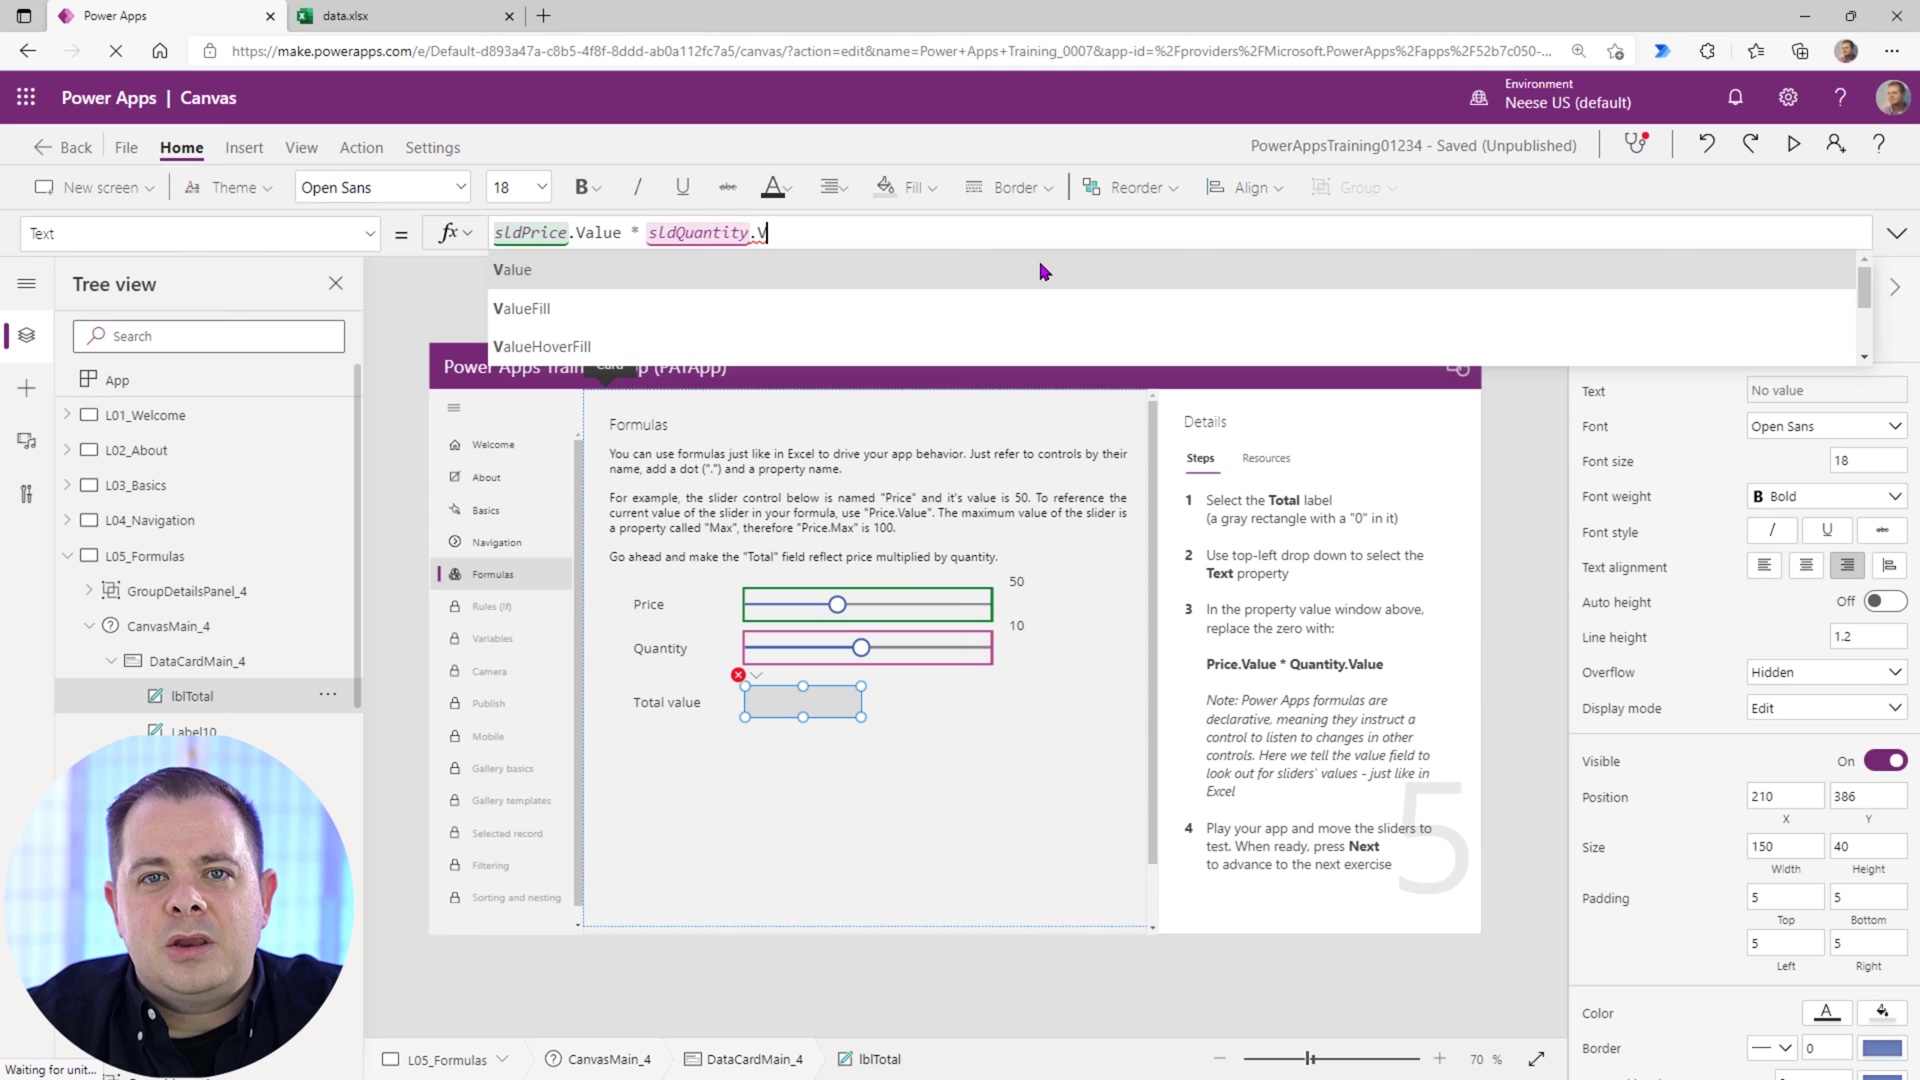 Power Apps
data.xlsx
https://make.powerapps.com/e/Default-d893a47a-c8b5-4f8f-8ddd-ab0a112fc7a5/canvas/?action=edit&name=Power+Apps+Training_0007&app-id=%2Fproviders%2FMicrosoft.PowerApps%2Fapps%2F52b7c050-...
Power Apps | Canvas
Environment
Neese US (default)
Back File Home Insert View Action Settings
PowerAppsTraining01234 - Saved (Unpublished)
New screen Theme Open Sans 18 B / U abc A Fill Border Reorder Align Group
Text = fx sldPrice.Value * sldQuantity.V
Value
ValueFill
ValueHoverFill
Tree view
Search
App
L01_Welcome
L02_About
L03_Basics
L04_Navigation
L05_Formulas
GroupDetailsPanel_4
CanvasMain_4
DataCardMain_4
lblTotal
Label10
Welcome
About
Basics
Navigation
Formulas
Rules (If)
Variables
Camera
Publish
Mobile
Gallery basics
Gallery templates
Selected record
Filtering
Sorting and nesting
Formulas
You can use formulas just like in Excel to drive your app behavior. Just refer to controls by their
name, add a dot (".") and a property name.
For example, the slider control below is named "Price" and it's value is 50. To reference the
current value of the slider in your formula, use "Price.Value". The maximum value of the slider is
a property called "Max", therefore "Price.Max" is 100.
Go ahead and make the "Total" field reflect price multiplied by quantity.
50
Price
10
Quantity
Total value
Details
Steps Resources
1 Select the Total label
(a gray rectangle with a "0" in it)
2 Use top-left drop down to select the
Text property
3 In the property value window above,
replace the zero with:
Price.Value * Quantity.Value
Note: Power Apps formulas are
declarative, meaning they instruct a
control to listen to changes in other
controls. Here we tell the value field to
look out for sliders' values - just like in
Excel
4 Play your app and move the sliders to
test. When ready, press Next
to advance to the next exercise
5
Text No value
Font Open Sans
Font size 18
Font weight B Bold
Font style / U abc
Text alignment
Auto height Off
Line height 1.2
Overflow Hidden
Display mode Edit
Visible On
Position 210 386
X Y
Size 150 40
Width Height
Padding 5 5
Top Bottom
5 5
Left Right
Color A
Border 0
Waiting for unit...
L05_Formulas CanvasMain_4 DataCardMain_4 lblTotal
70 %